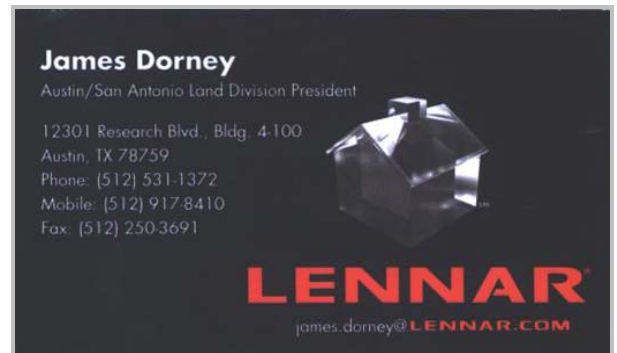 James Dorney
Austin/San Antonio Land Division President
12301 Research Blvd., Bldg. 4-100
Austin, TX 78759
Phone: (512) 531-1372
Mobile: (512) 917-8410
Fax: (512) 250-3691
LENNAR®
james.dorney@LENNAR.COM